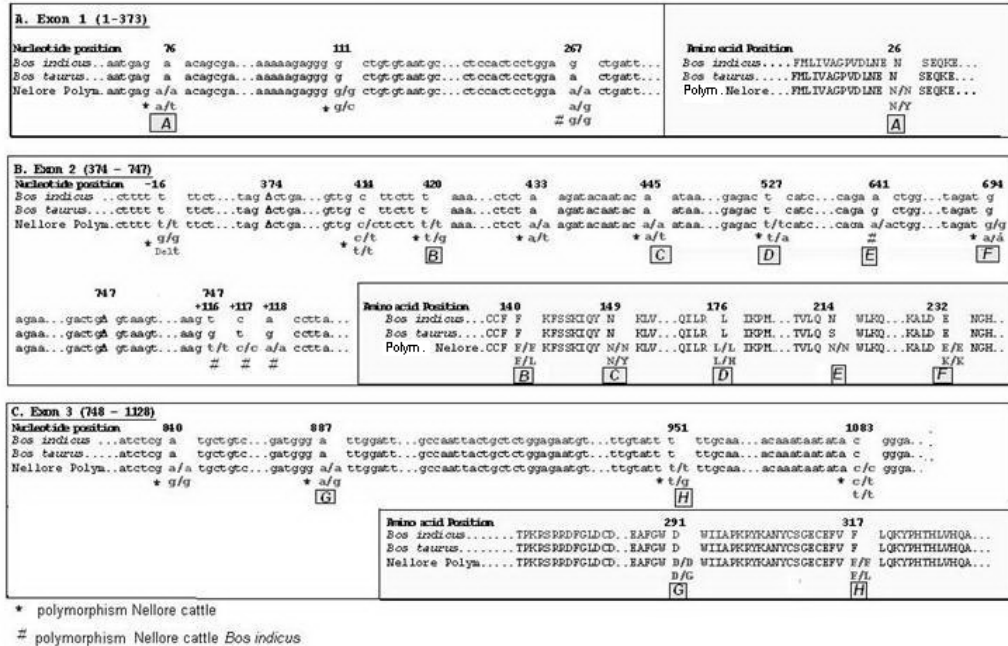 A. Exon 1 (1-373)
Nucleotide position 76 111 267
Bos indicus ..aatgag a acagcga... aaaaagaggg g ctgtgtaatgc ...ctccactcctgga g ctgatt...
Bos taurus ...aatgag a acagcga... aaaaagaggg g ctgtgtaatgc ...ctccactcctgga a ctgatt...
Nelore Polym...aatgag a/a acagcga...aaaaagaggg g/g ctgtgtaatgc ...ctccactcctgga a/a ctgatt...
* a/t * g/c a/g
# g/g
A
Amino acid Position 26
Bos indicus....FMLIVAGPVDLNE N SEQKE...
Bos taurus.....FMLIVAGPVDLNE N SEQKE...
Polym.Nelore...FMLIVAGPVDLNE N/N SEQKE...
N/Y
A
B. Exon 2 (374 - 747)
Nucleotide position -16 374 414 420 433 445 527 641 694
Bos indicus ..ctttt t ttct...tag Actga...gttg c ttctt t aaa...ctct a agatacaatac a ataa...gagact t catc...caga a ctgg...tagat g
Bos taurus ...ctttt t ttct...tag Actga...gttg c ttctt t aaa...ctct a agatacaatac a ataa...gagact t catc...caga g ctgg...tagat g
Nellore Polym...ctttt t/t ttct...tag Actga...gttg c/cttctt t/t aaa...ctct a/a agatacaatac a/a ataa...gagact t/tcatc...caga a/actgg...tagat g/g
* g/g c/t * t/g * a/t * a/t * t/a # * a/a
Delt * t/t
B C D E F
747 747
+116 +117 +118
agaa...gactgA gtaagt...aag t c a cctta...
agaa...gactgA gtaagt...aag g t g cctta...
agaa...gactgA gtaagt...aag t/t c/c a/a cctta...
# # #
Amino acid Position 140 149 176 214 232
Bos indicus ...CCF F KFSSKIQY N KLV...QILR L IKPM...TVLQ N WLKQ...KALD E NGH...
Bos taurus......CCF F KFSSKIQY N KLV...QILR L IKPM...TVLQ S WLKQ...KALD E NGH...
Polym. Nelore...CCF F/F KFSSKIQY N/N KLV...QILR L/L IKPM...TVLQ N/N WLKQ...KALD E/E NGH..
F/L N/Y L/H K/K
B C D E F
C. Exon 3 (748 - 1128)
Nucleotide position 840 887 951 1083
Bos indicus ...atctcg a tgctgtc...gatggg a ttggatt...gccaattactgctctggagaatgt...ttgtatt t ttgcaa...acaaataatata c ggga...
Bos taurus ....atctcg a tgctgtc...gatggg a ttggatt...gccaattactgctctggagaatgt...ttgtatt t ttgcaa...acaaataatata c ggga...
Nellore Polym...atctcg a/a tgctgtc...gatggg a/a ttggatt...gccaattactgctctggagaatgt...ttgtatt t/t ttgcaa...acaaataatata c/c ggga.
* g/g * a/g * t/g * c/t
t/t
G H
Amino acid Position 291 317
Bos indicus.......TPKRSRRDFGLDCD..EAFGW D WIIAPKRYKANYCSGECEFV F LQKYPHTHLVHQA...
Bos taurus........TPKRSRRDFGLDCD..EAFGW D WIIAPKRYKANYCSGECEFV F LQKYPHTHLVHQA...
Nellore Polym.....TPKRSRRDFGLDCD..EAFGW D/D WIIAPKRYKANYCSGECEFV F/F LQKYPHTHLVHQA...
D/G F/L
G H
* polymorphism Nellore cattle
# polymorphism Nellore cattle Bos indicus